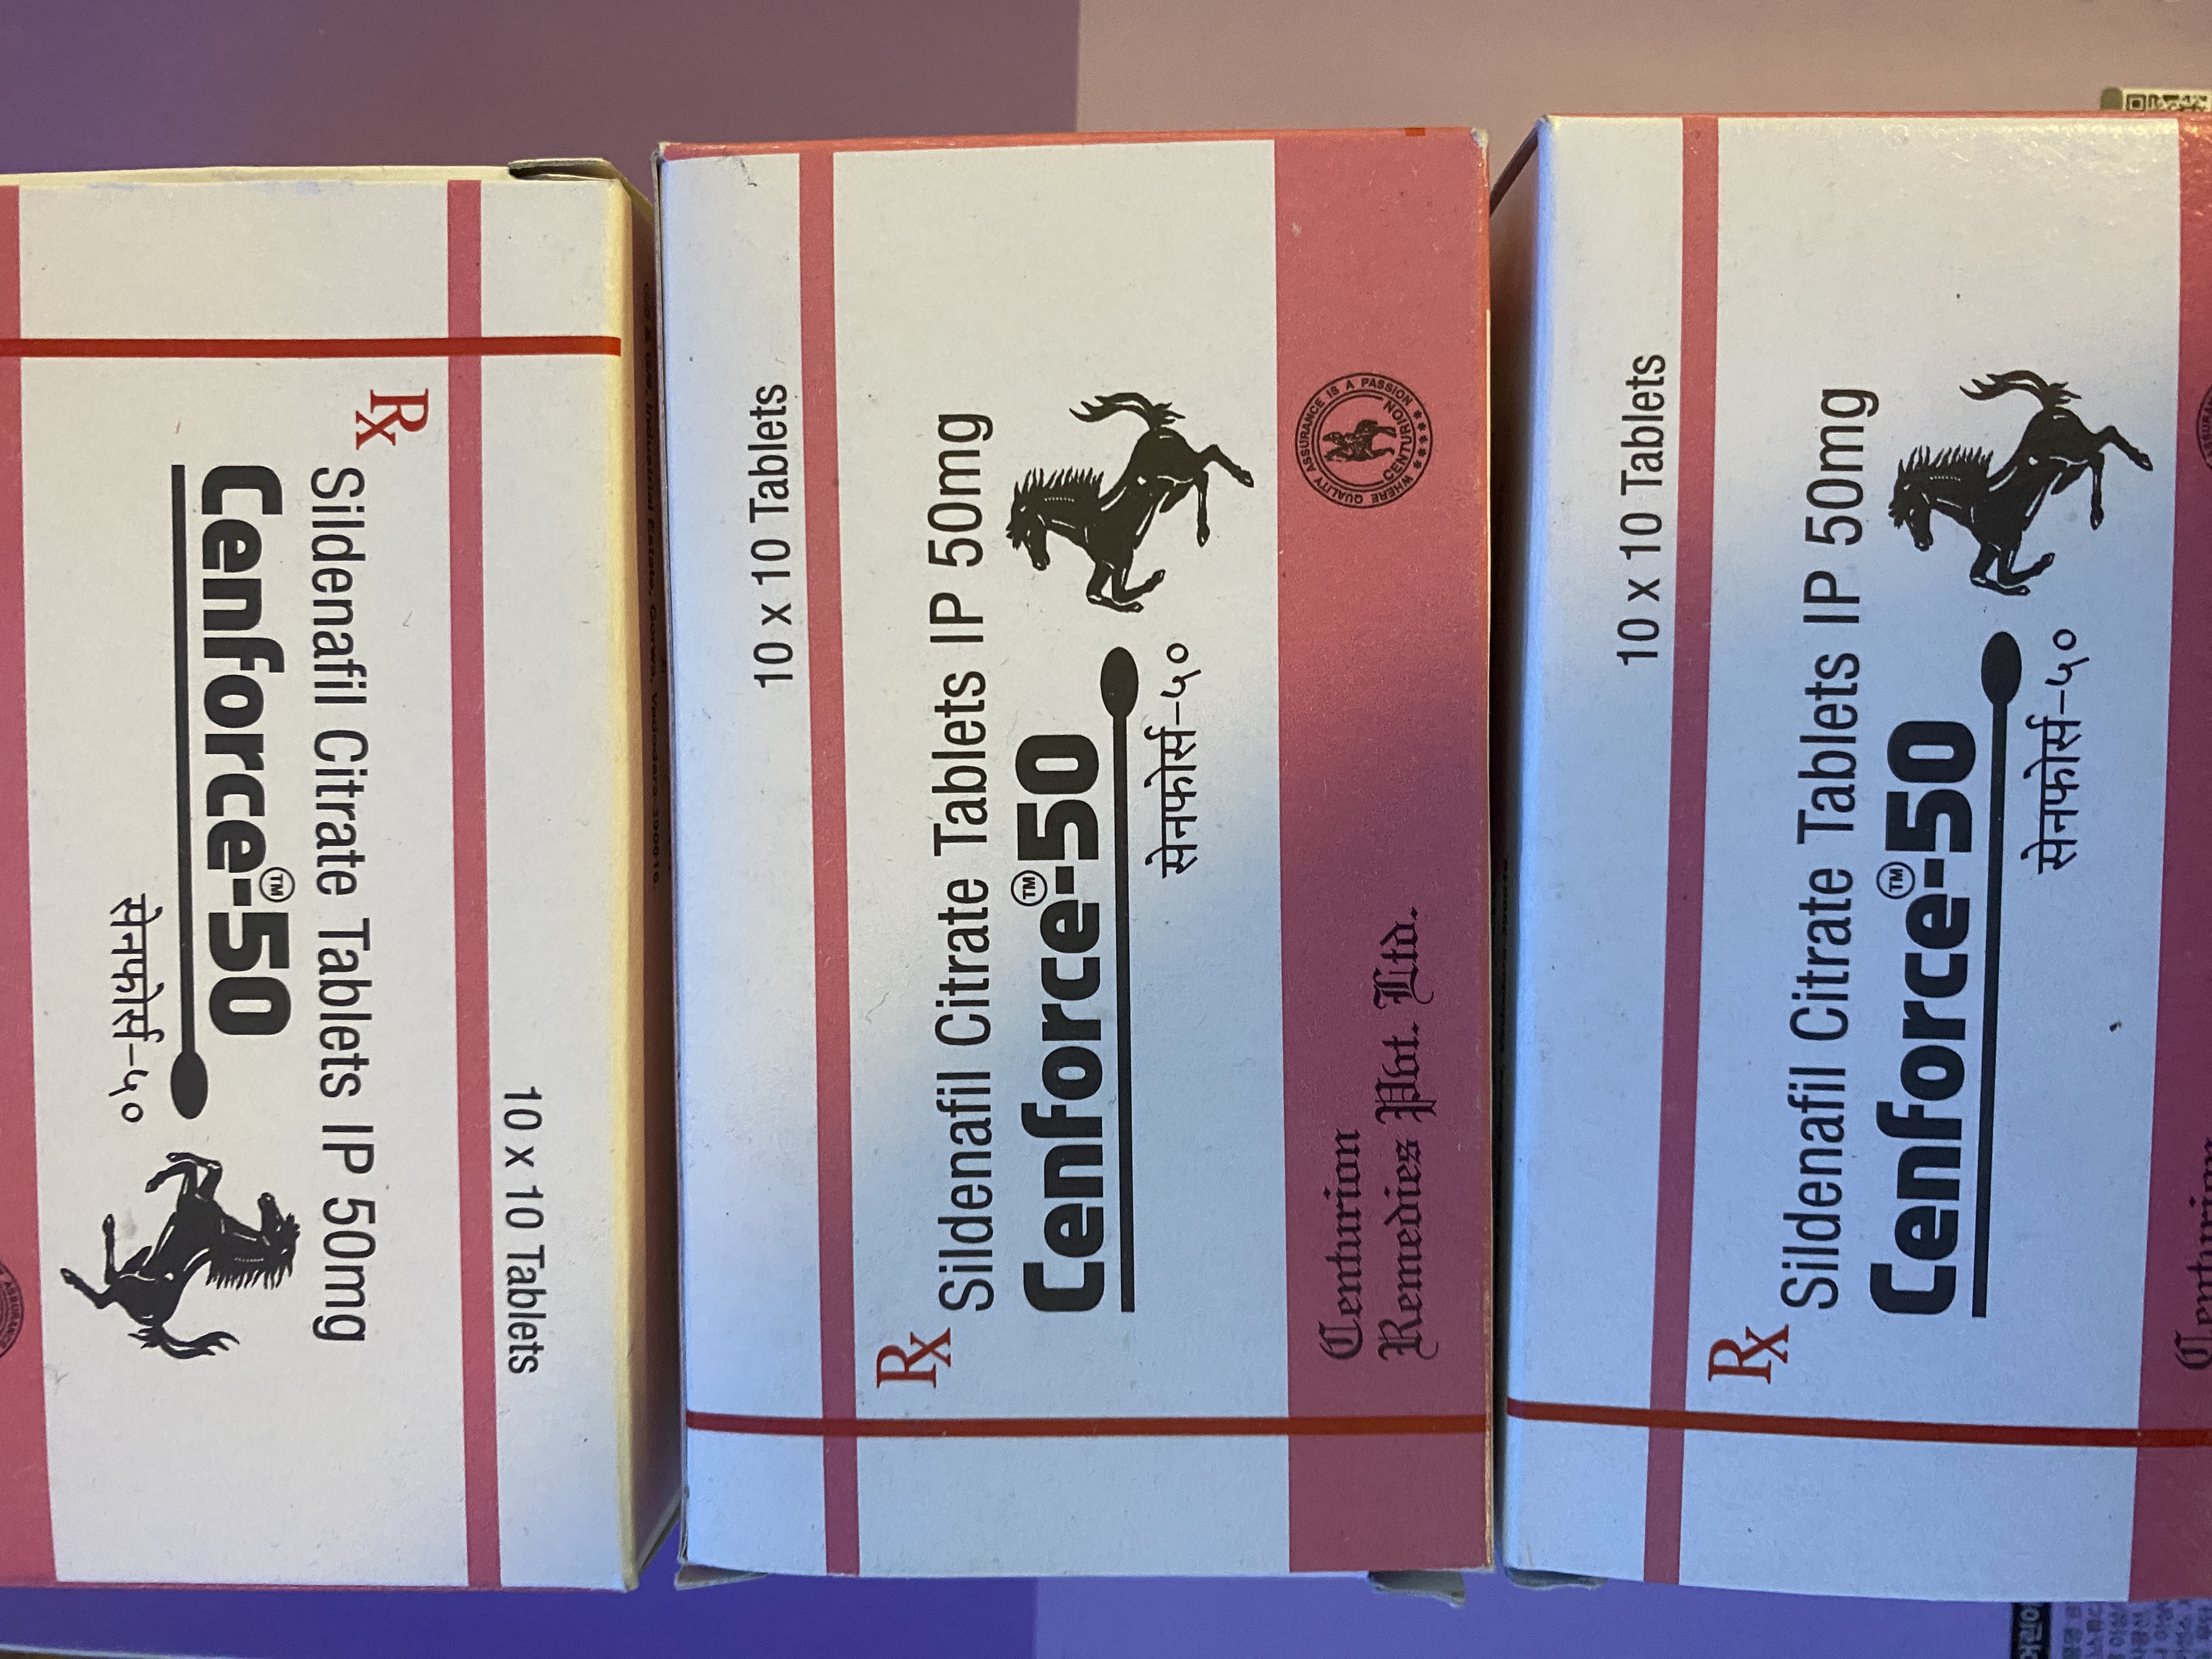 Rx
Sildenafil Citrate Tablets IP 50mg
Cenforce™-50
सेनफोर्स-५०
10 x 10 Tablets
10 x 10 Tablets
Rx
Sildenafil Citrate Tablets IP 50mg
Cenforce™-50
सेनफोर्स-५०
Centurion
Remedies Pvt. Ltd.
WHERE QUALITY ASSURANCE IS A PASSION
CENTURION
10 x 10 Tablets
Rx
Sildenafil Citrate Tablets IP 50mg
Cenforce™-50
सेनफोर्स-५०
Centurion